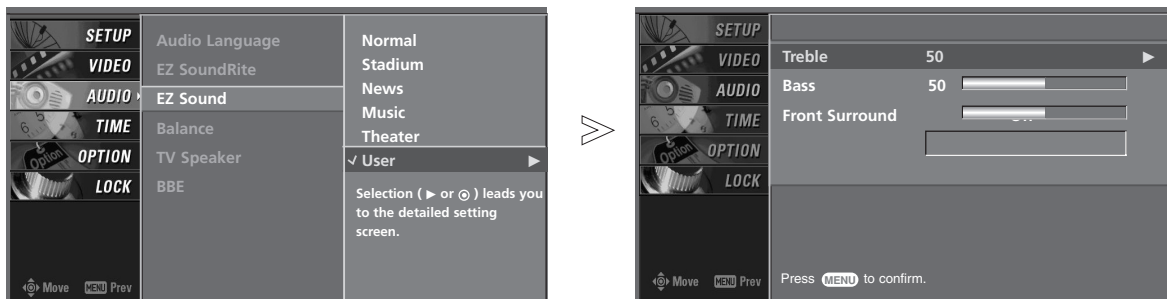 SETUP
VIDEO
AUDIO
TIME
OPTION
LOCK
Move MENU Prev
Audio Language
EZ SoundRite
EZ Sound
Balance
TV Speaker
BBE
Normal
Stadium
News
Music
Theater
✓ User ▶
Selection ( ▶ or ◉ ) leads you
to the detailed setting
screen.
SETUP
VIDEO
AUDIO
TIME
OPTION
LOCK
Move MENU Prev
Treble 50 ▶
Bass 50
Front Surround
Press MENU to confirm.